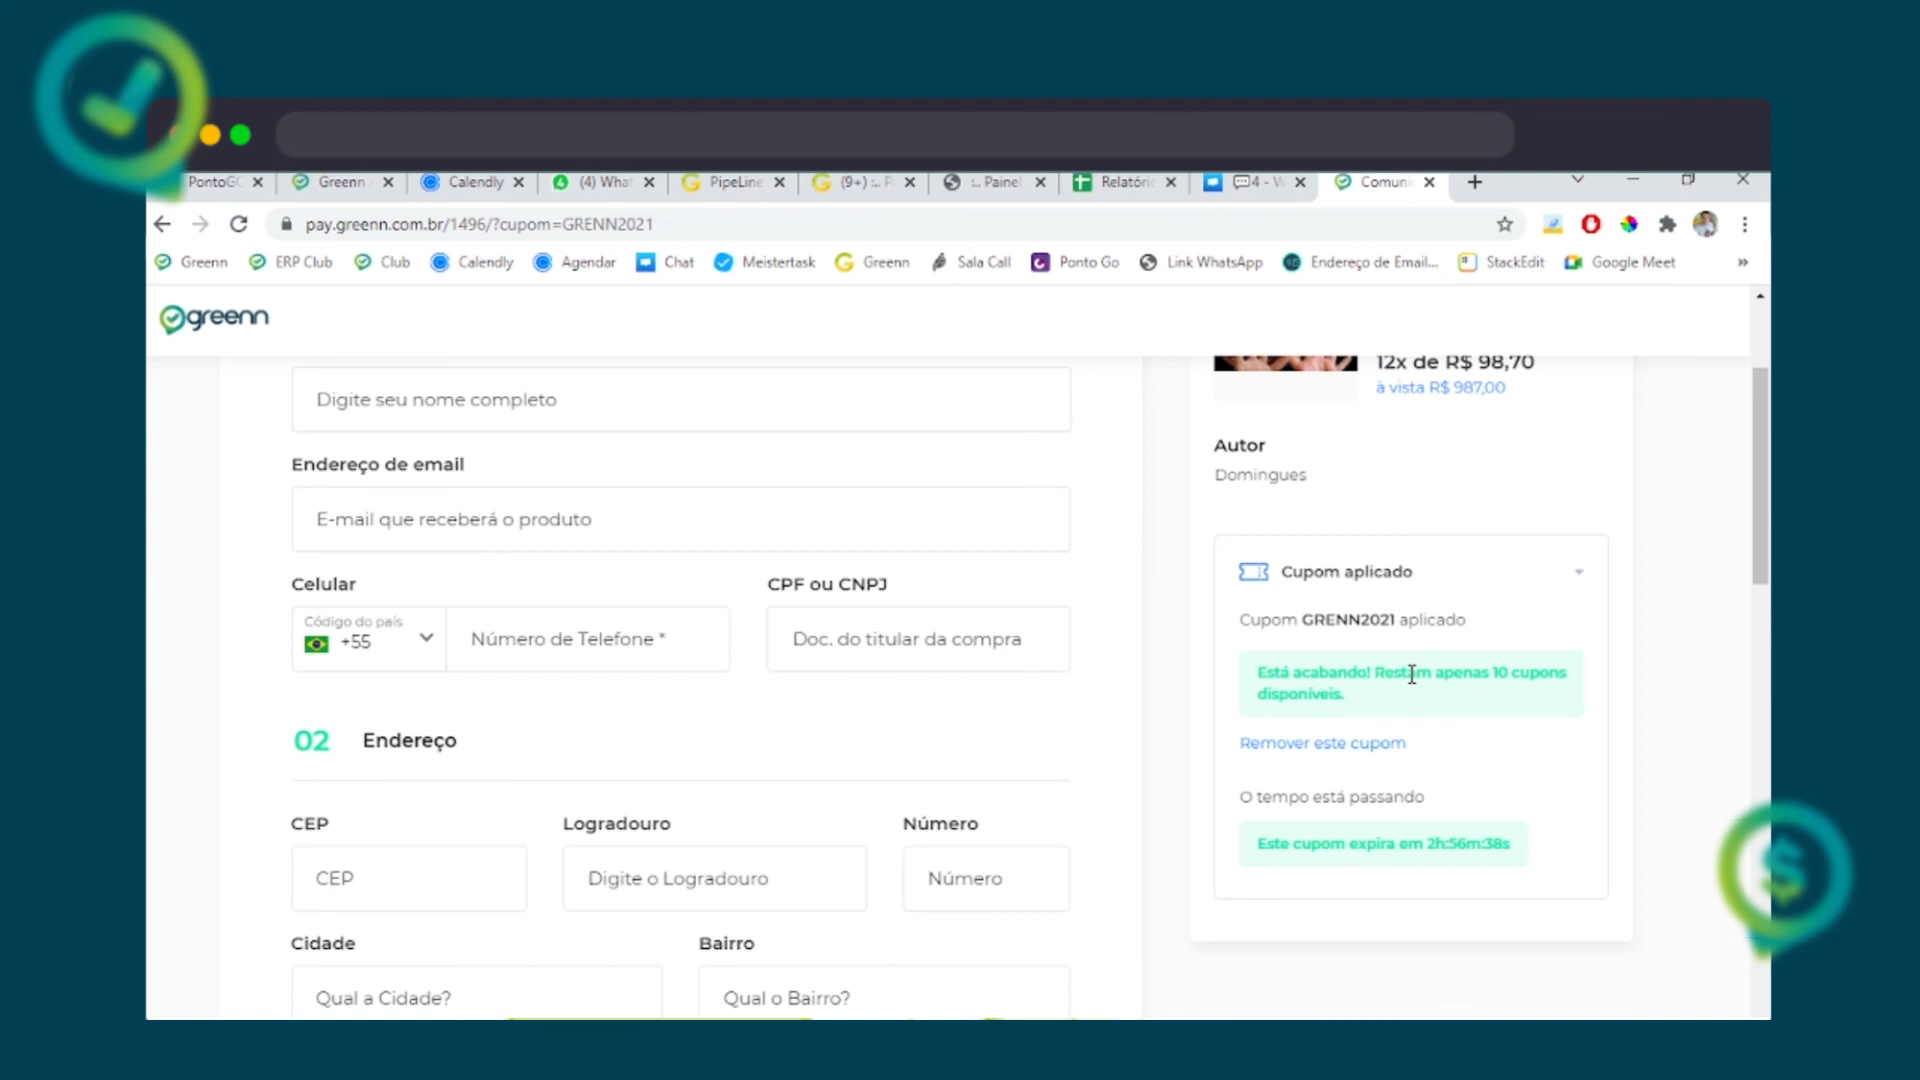 PontoGC
Greenn
Calendly
(4) What
PipeLine
(9+) :.. P
:.. Painel
Relatóri
4 - W
Comun
pay.greenn.com.br/1496/?cupom=GRENN2021
Greenn
ERP Club
Club
Calendly
Agendar
Chat
Meistertask
Greenn
Sala Call
Ponto Go
Link WhatsApp
Endereço de Email...
StackEdit
Google Meet
»
greenn
Digite seu nome completo
Endereço de email
E-mail que receberá o produto
Celular
Código do país
+55
Número de Telefone *
CPF ou CNPJ
Doc. do titular da compra
02 Endereço
CEP
CEP
Logradouro
Digite o Logradouro
Número
Número
Cidade
Qual a Cidade?
Bairro
Qual o Bairro?
12x de R$ 98,70
à vista R$ 987,00
Autor
Domingues
Cupom aplicado
Cupom GRENN2021 aplicado
Está acabando! Restam apenas 10 cupons
disponíveis.
Remover este cupom
O tempo está passando
Este cupom expira em 2h:56m:38s
$